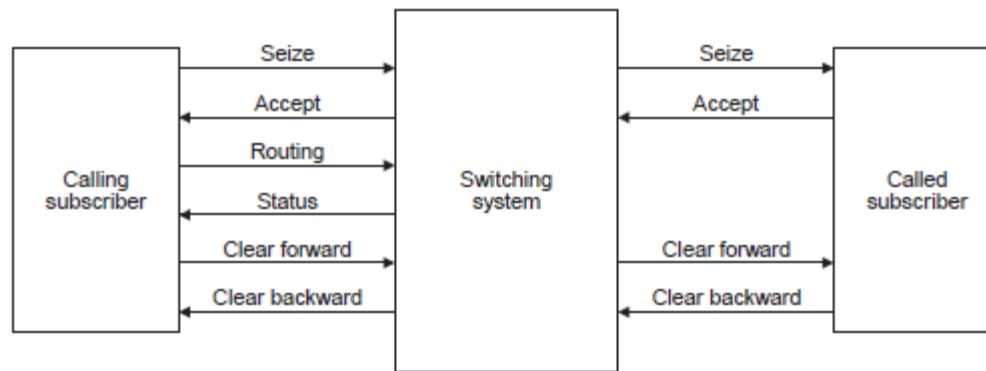 Seize
Seize
Accept
Accept
Routing
Calling
subscriber
Switching
system
Called
subscriber
Status
Clear forward
Clear forward
Clear backward
Clear backward